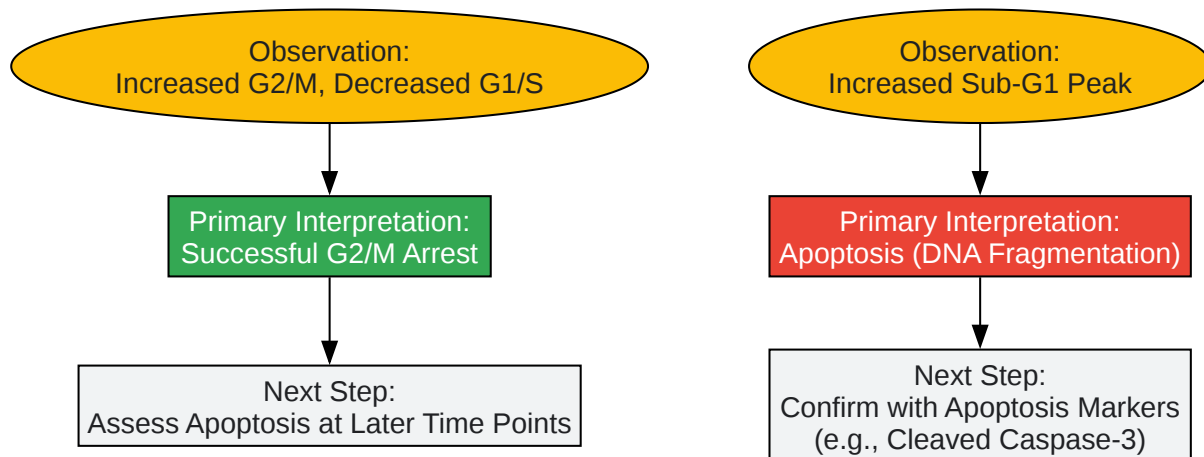 Observation:
Increased G2/M, Decreased G1/S
Primary Interpretation:
Successful G2/M Arrest
Next Step:
Assess Apoptosis at Later Time Points
Observation:
Increased Sub-G1 Peak
Primary Interpretation:
Apoptosis (DNA Fragmentation)
Next Step:
Confirm with Apoptosis Markers
(e.g., Cleaved Caspase-3)